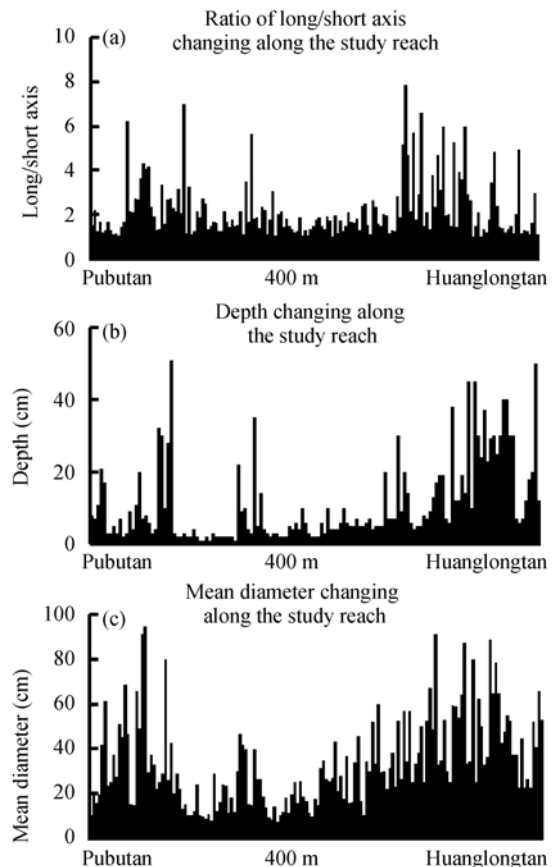 Ratio of long/short axis
changing along the study reach
(a)
Long/short axis
10
8
6
4
2
0
Pubutan 400 m Huanglongtan
Depth changing along
the study reach
(b)
Depth (cm)
60
40
20
0
Pubutan 400 m Huanglongtan
Mean diameter changing
along the study reach
(c)
Mean diameter (cm)
100
80
60
40
20
0
Pubutan 400 m Huanglongtan